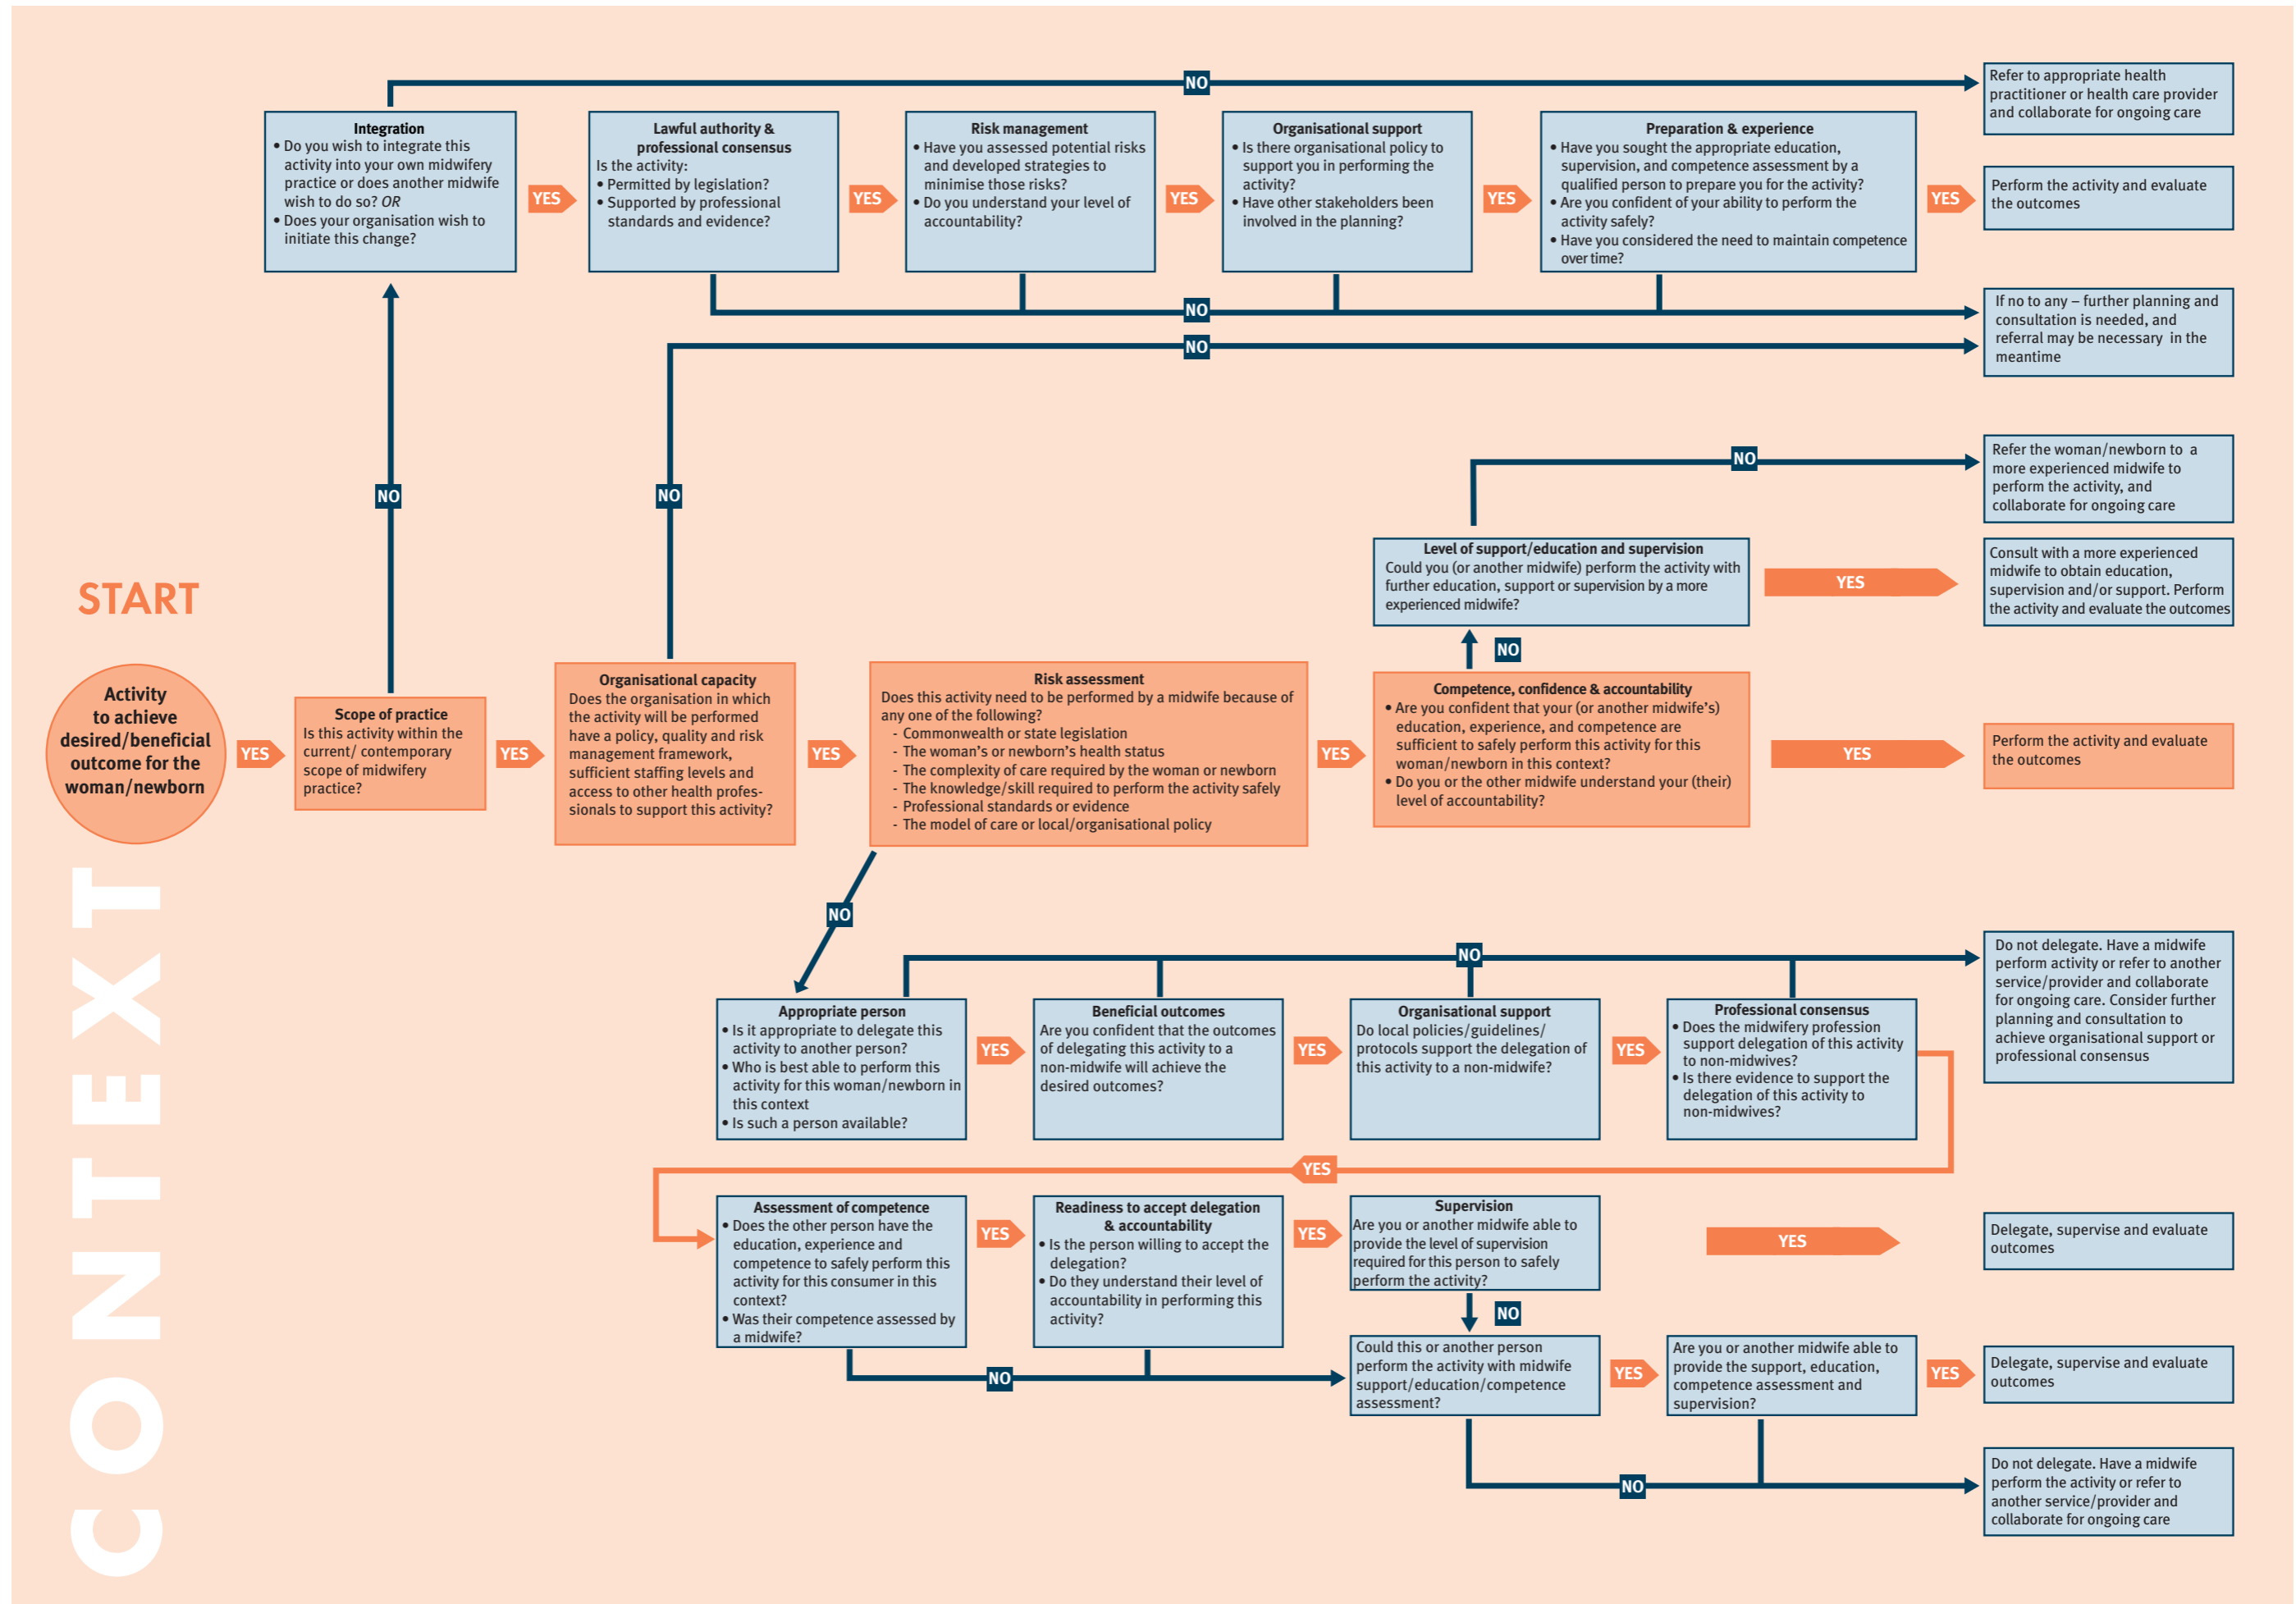 NO
Refer to appropriate health
practitioner or health care provider
and collaborate for ongoing care
Integration
• Do you wish to integrate this
activity into your own midwifery
practice or does another midwife
wish to do so? OR
• Does your organisation wish to
initiate this change?
YES
Lawful authority &
professional consensus
Is the activity:
• Permitted by legislation?
• Supported by professional
standards and evidence?
YES
Risk management
• Have you assessed potential risks
and developed strategies to
minimise those risks?
• Do you understand your level of
accountability?
YES
Organisational support
• Is there organisational policy to
support you in performing the
activity?
• Have other stakeholders been
involved in the planning?
YES
Preparation & experience
• Have you sought the appropriate education,
supervision, and competence assessment by a
qualified person to prepare you for the activity?
• Are you confident of your ability to perform the
activity safely?
• Have you considered the need to maintain competence
over time?
YES
Perform the activity and evaluate
the outcomes
NO
NO
If no to any – further planning and
consultation is needed, and
referral may be necessary in the
meantime
NO
NO
NO
Refer the woman/newborn to a
more experienced midwife to
perform the activity, and
collaborate for ongoing care
Level of support/education and supervision
Could you (or another midwife) perform the activity with
further education, support or supervision by a more
experienced midwife?
YES
Consult with a more experienced
midwife to obtain education,
supervision and/or support. Perform
the activity and evaluate the outcomes
NO
START
Activity
to achieve
desired/beneficial
outcome for the
woman/newborn
YES
Scope of practice
Is this activity within the
current/ contemporary
scope of midwifery
practice?
YES
Organisational capacity
Does the organisation in which
the activity will be performed
have a policy, quality and risk
management framework,
sufficient staffing levels and
access to other health profes-
sionals to support this activity?
YES
Risk assessment
Does this activity need to be performed by a midwife because of
any one of the following?
- Commonwealth or state legislation
- The woman's or newborn's health status
- The complexity of care required by the woman or newborn
- The knowledge/skill required to perform the activity safely
- Professional standards or evidence
- The model of care or local/organisational policy
YES
Competence, confidence & accountability
• Are you confident that your (or another midwife's)
education, experience, and competence are
sufficient to safely perform this activity for this
woman/newborn in this context?
• Do you or the other midwife understand your (their)
level of accountability?
YES
Perform the activity and evaluate
the outcomes
CONTEXT
NO
NO
Do not delegate. Have a midwife
perform activity or refer to another
service/provider and collaborate
for ongoing care. Consider further
planning and consultation to
achieve organisational support or
professional consensus
Appropriate person
• Is it appropriate to delegate this
activity to another person?
• Who is best able to perform this
activity for this woman/newborn in
this context
• Is such a person available?
YES
Beneficial outcomes
Are you confident that the outcomes
of delegating this activity to a
non-midwife will achieve the
desired outcomes?
YES
Organisational support
Do local policies/guidelines/
protocols support the delegation of
this activity to a non-midwife?
YES
Professional consensus
• Does the midwifery profession
support delegation of this activity
to non-midwives?
• Is there evidence to support the
delegation of this activity to
non-midwives?
YES
Assessment of competence
• Does the other person have the
education, experience and
competence to safely perform this
activity for this consumer in this
context?
• Was their competence assessed by
a midwife?
YES
Readiness to accept delegation
& accountability
• Is the person willing to accept the
delegation?
• Do they understand their level of
accountability in performing this
activity?
YES
Supervision
Are you or another midwife able to
provide the level of supervision
required for this person to safely
perform the activity?
YES
Delegate, supervise and evaluate
outcomes
NO
NO
Could this or another person
perform the activity with midwife
support/education/competence
assessment?
YES
Are you or another midwife able to
provide the support, education,
competence assessment and
supervision?
YES
Delegate, supervise and evaluate
outcomes
NO
Do not delegate. Have a midwife
perform the activity or refer to
another service/provider and
collaborate for ongoing care